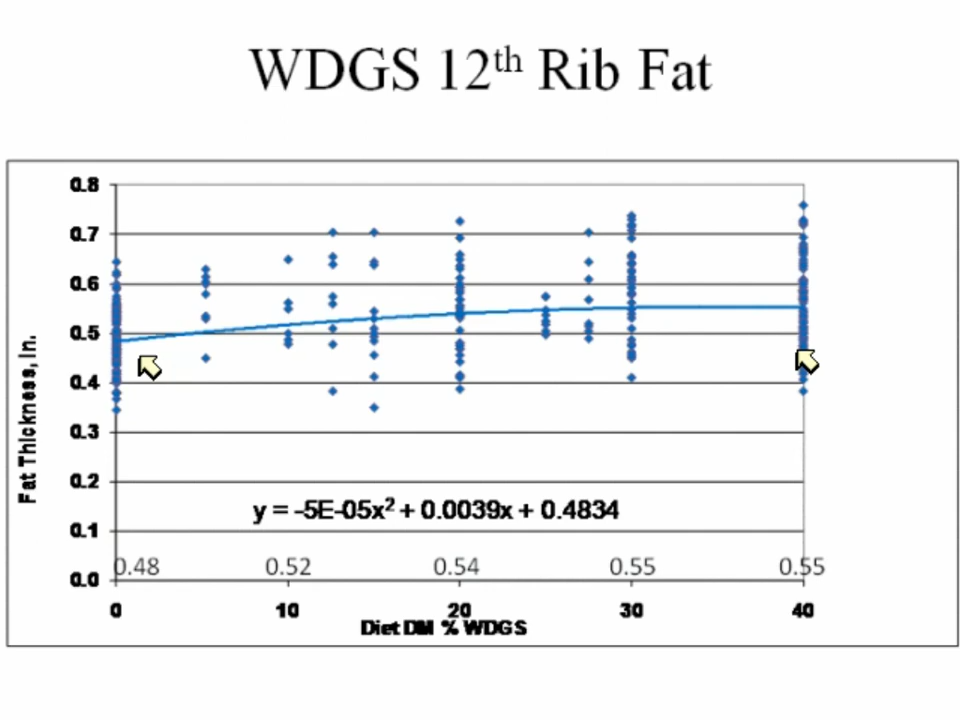 WDGS 12th Rib Fat
0.8
0.7
0.6
0.5
0.4
0.3
0.2
0.1
0.0
Fat Thickness, In.
y = -5E-05x² + 0.0039x + 0.4834
0.48 0.52 0.54 0.55 0.55
0 10 20 30 40
Diet DM % WDGS